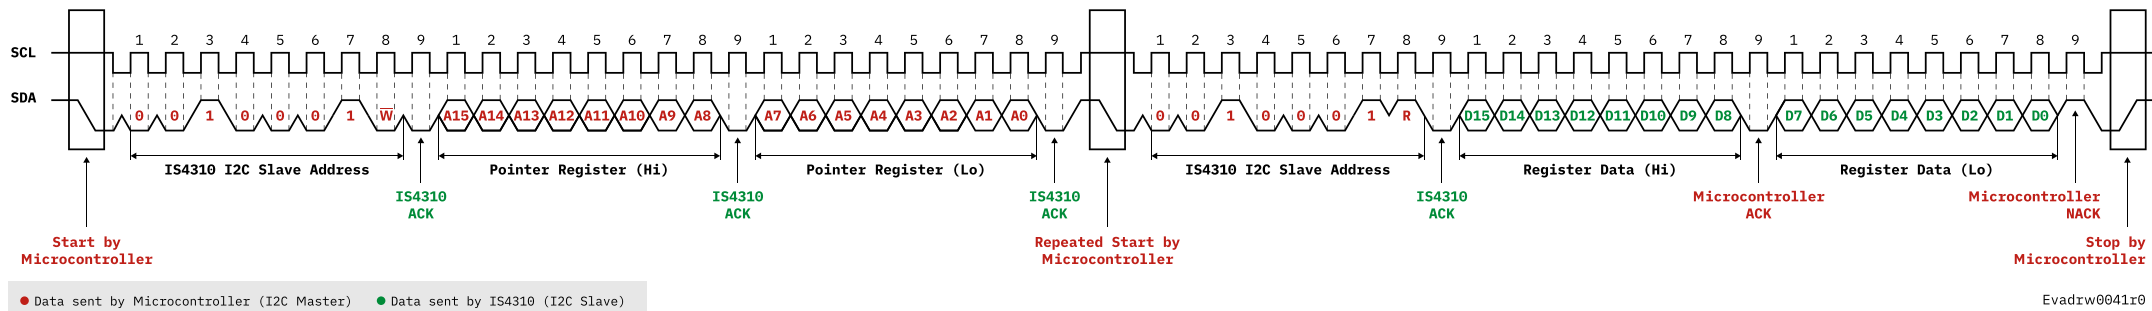 1 2 3 4 5 6 7 8 9 1 2 3 4 5 6 7 8 9 1 2 3 4 5 6 7 8 9 1 2 3 4 5 6 7 8 9 1 2 3 4 5 6 7 8 9 1 2 3 4 5 6 7 8 9
SCL
SDA
0 0 1 0 0 0 1 W̅ A15 A14 A13 A12 A11 A10 A9 A8 A7 A6 A5 A4 A3 A2 A1 A0 0 0 1 0 0 0 1 R D15 D14 D13 D12 D11 D10 D9 D8 D7 D6 D5 D4 D3 D2 D1 D0
IS4310 I2C Slave Address
Pointer Register (Hi)
Pointer Register (Lo)
IS4310 I2C Slave Address
Register Data (Hi)
Register Data (Lo)
IS4310
ACK
IS4310
ACK
IS4310
ACK
IS4310
ACK
Microcontroller
ACK
Microcontroller
NACK
Start by
Microcontroller
Repeated Start by
Microcontroller
Stop by
Microcontroller
Data sent by Microcontroller (I2C Master)
Data sent by IS4310 (I2C Slave)
Evadrw0041r0